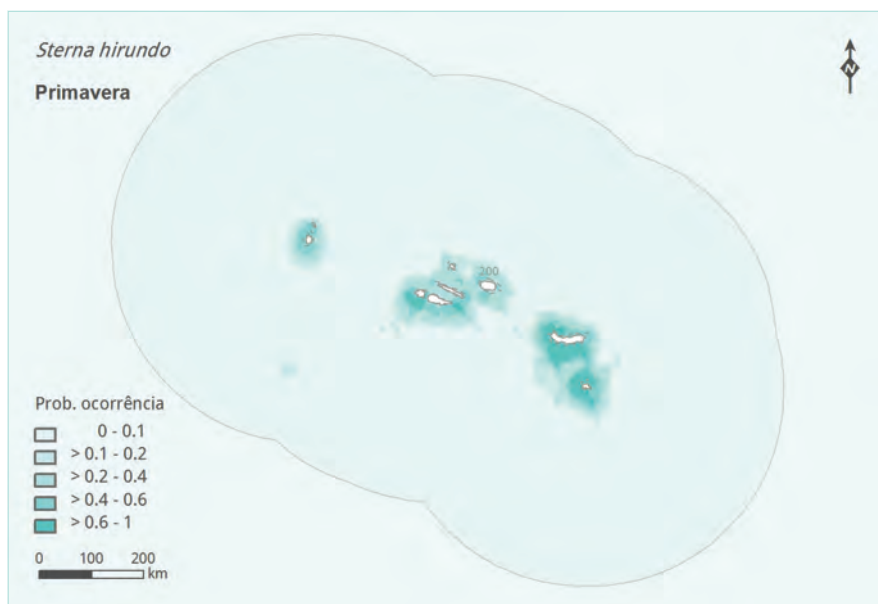 Sterna hirundo
Primavera
N
200
Prob. ocorrência
0 - 0.1
> 0.1 - 0.2
> 0.2 - 0.4
> 0.4 - 0.6
> 0.6 - 1
0 100 200
km